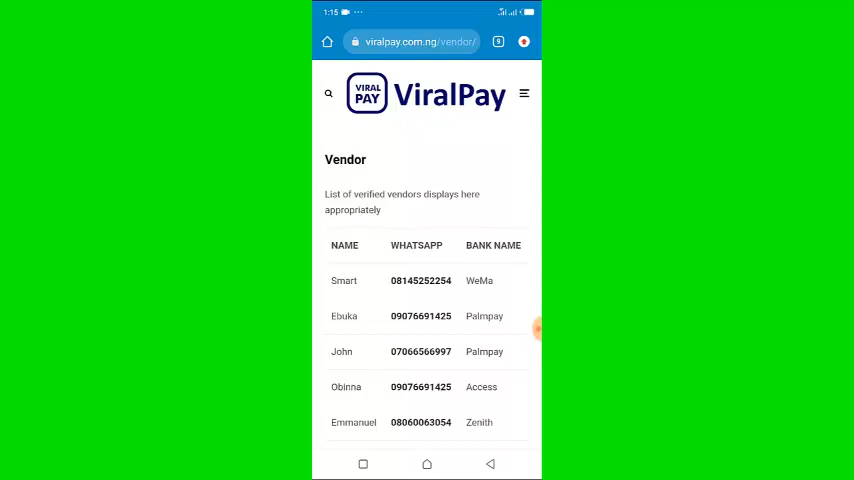 1:15
viralpay.com.ng/vendor/
9
VIRAL
PAY
ViralPay
Vendor
List of verified vendors displays here
appropriately
NAME WHATSAPP BANK NAME
Smart 08145252254 WeMa
Ebuka 09076691425 Palmpay
John 07066566997 Palmpay
Obinna 09076691425 Access
Emmanuel 08060063054 Zenith